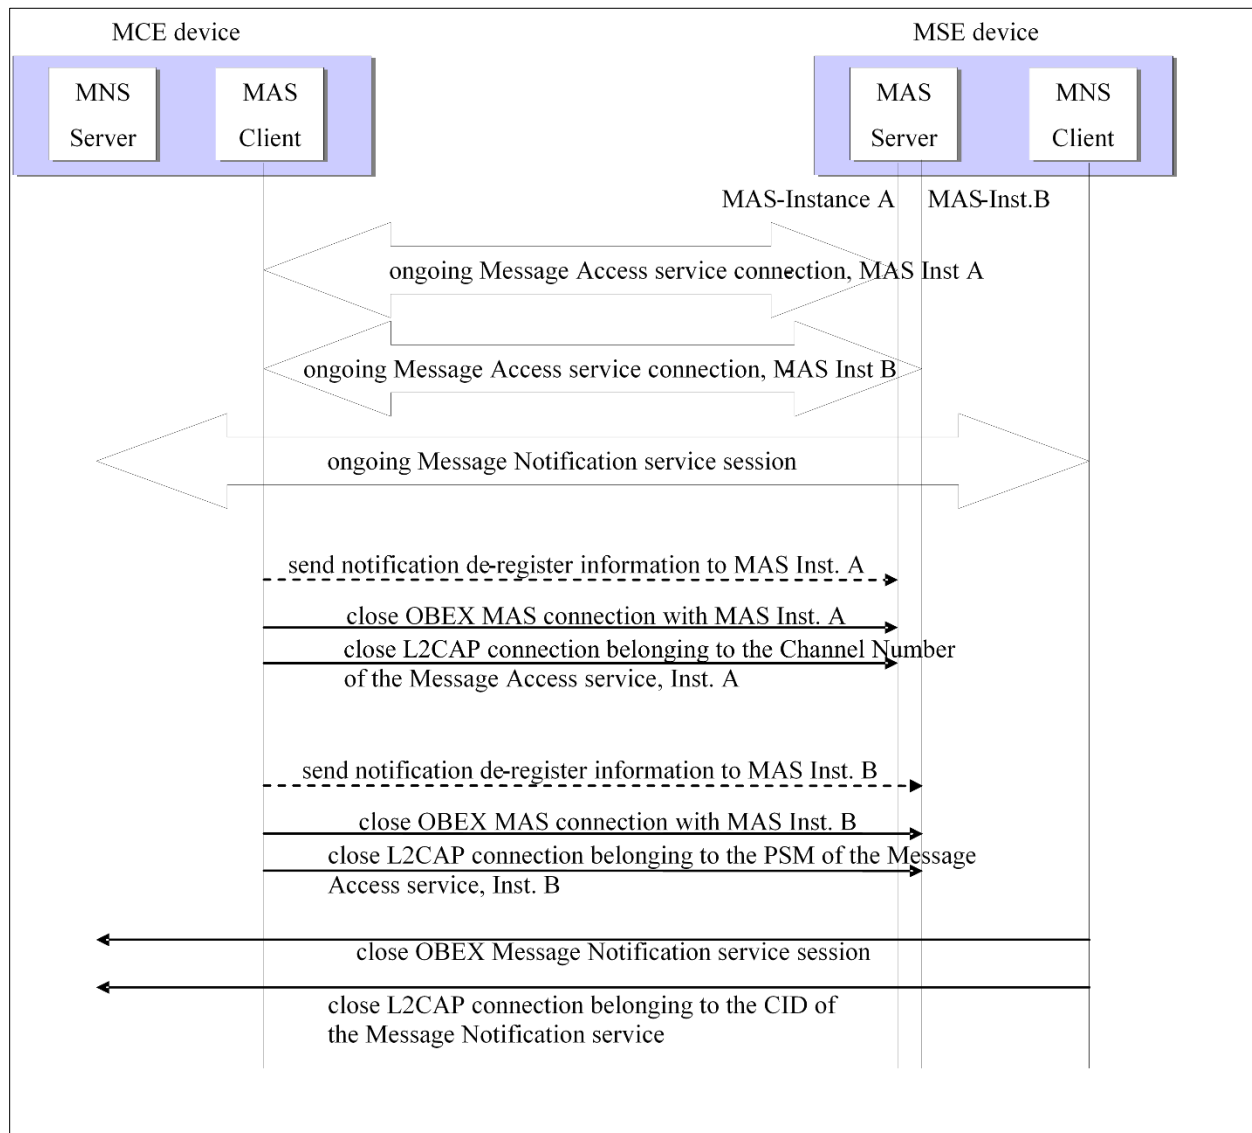 MCE device
MSE device
MNS
Server
MAS
Client
MAS
Server
MNS
Client
MAS-Instance A
MAS-Inst.B
ongoing Message Access service connection, MAS Inst A
ongoing Message Access service connection, MAS Inst B
ongoing Message Notification service session
send notification de-register information to MAS Inst. A
close OBEX MAS connection with MAS Inst. A
close L2CAP connection belonging to the Channel Number
of the Message Access service, Inst. A
send notification de-register information to MAS Inst. B
close OBEX MAS connection with MAS Inst. B
close L2CAP connection belonging to the PSM of the Message
Access service, Inst. B
close OBEX Message Notification service session
close L2CAP connection belonging to the CID of
the Message Notification service